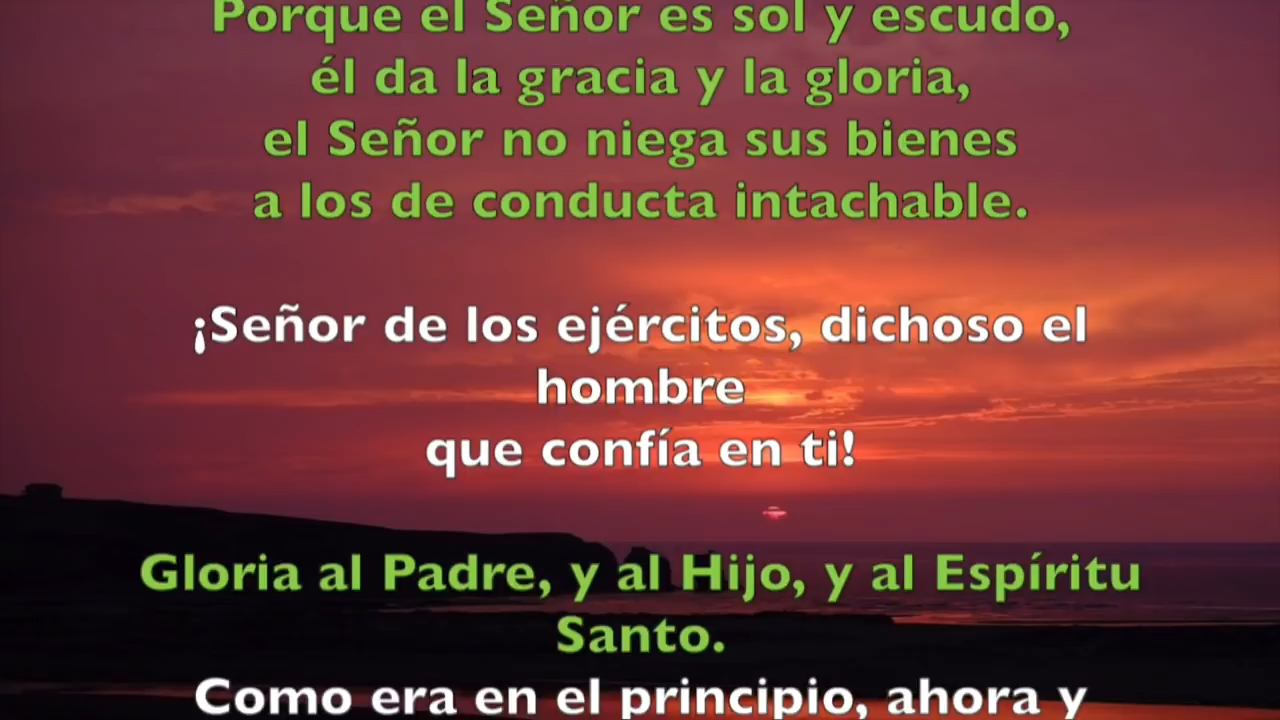 Porque el Señor es sol y escudo,
él da la gracia y la gloria,
el Señor no niega sus bienes
a los de conducta intachable.
¡Señor de los ejércitos, dichoso el
hombre
que confía en ti!
Gloria al Padre, y al Hijo, y al Espíritu
Santo.
Como era en el principio, ahora y